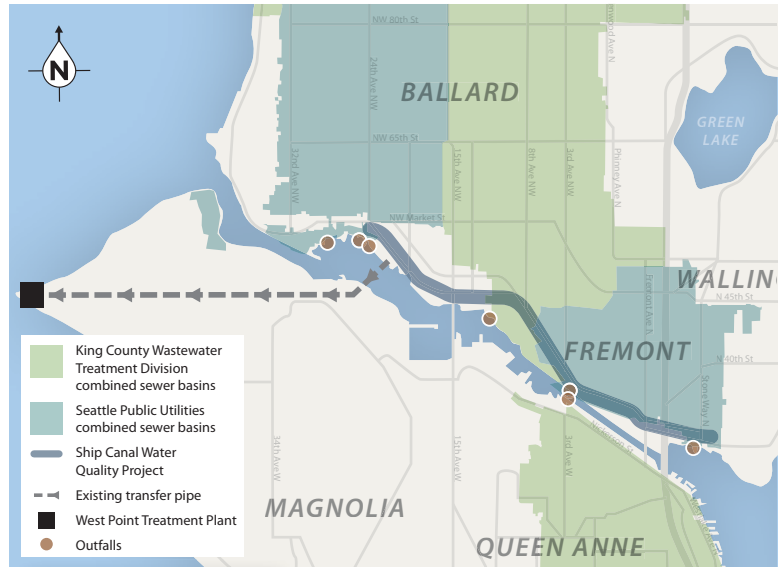 NW 80th St
N
24th Ave NW
BALLARD
GREEN
LAKE
NW 65th St
32nd Ave NW
15th Ave NW
8th Ave NW
3rd Ave NW
Phinney Ave N
NW Market St
WALLING
N 45th St
Fremont Ave N
FREMONT
N 40th St
Stone Way N
Nickerson St
3rd Ave W
34th Ave W
15th Ave W
MAGNOLIA
QUEEN ANNE
King County Wastewater
Treatment Division
combined sewer basins
Seattle Public Utilities
combined sewer basins
Ship Canal Water
Quality Project
Existing transfer pipe
West Point Treatment Plant
Outfalls